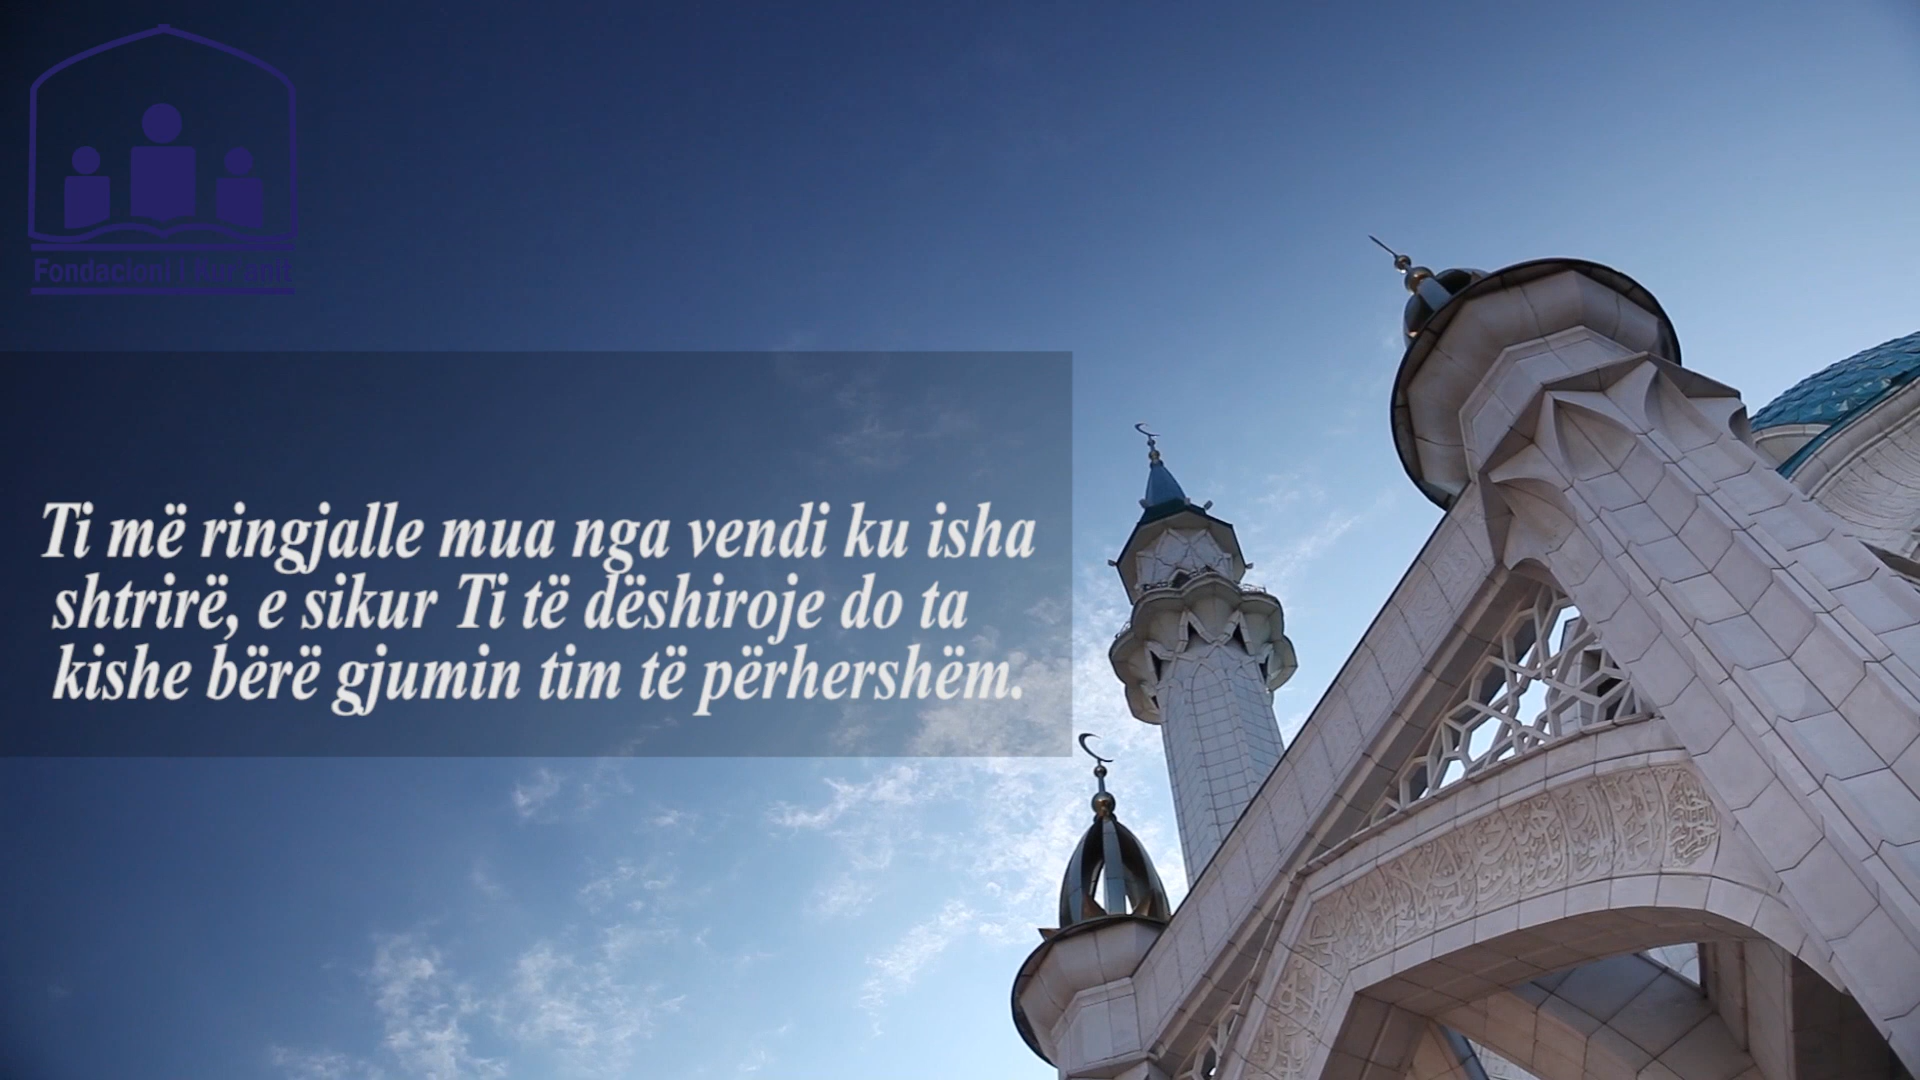 Fondacioni i Kur'anit
Ti më ringjalle mua nga vendi ku isha
shtrirë, e sikur Ti të dëshiroje do ta
kishe bërë gjumin tim të përhershëm.